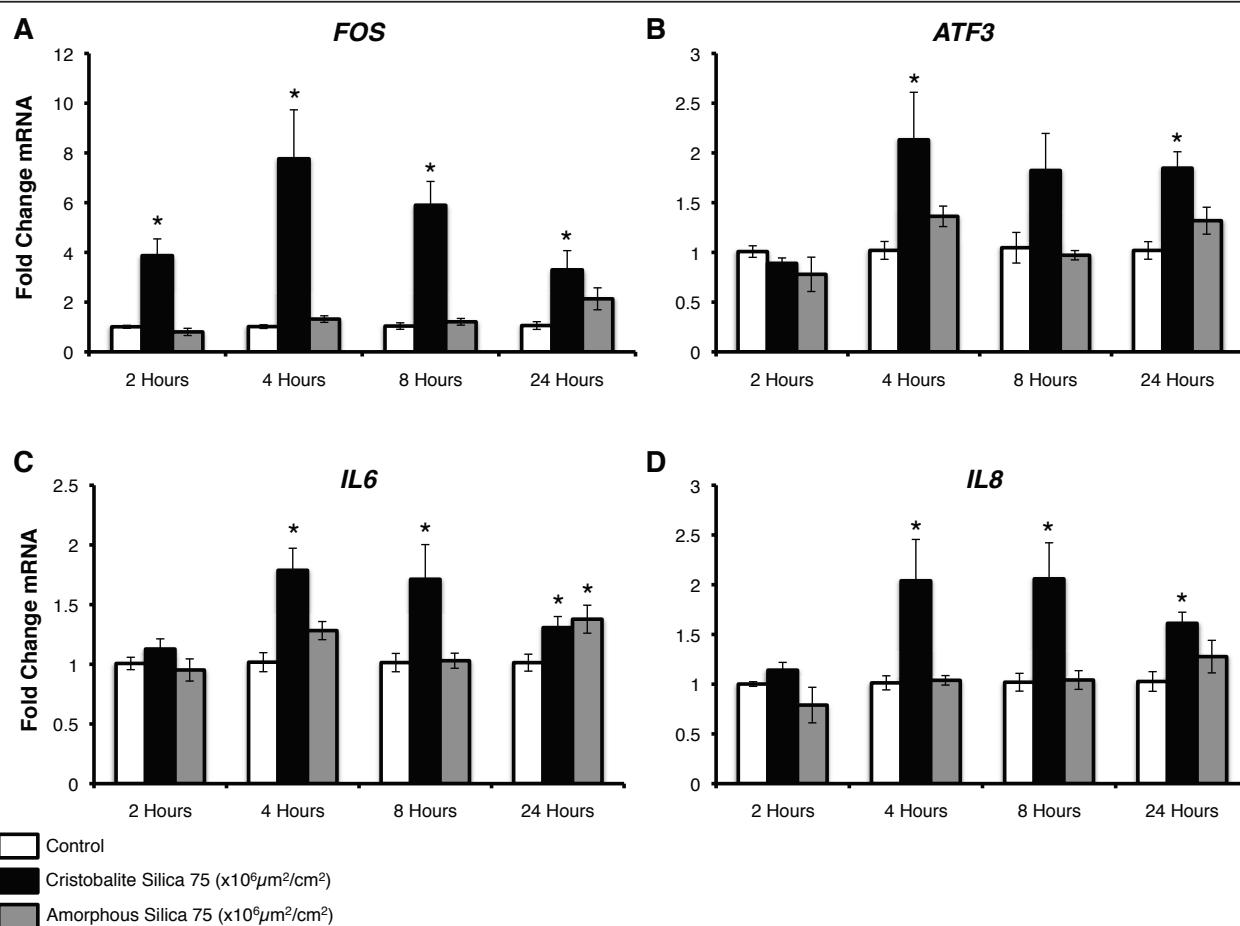 A
FOS
Fold Change mRNA
12
10
8
6
4
2
0
* * * *
2 Hours 4 Hours 8 Hours 24 Hours
B
ATF3
3
2.5
2
1.5
1
0.5
0
* *
2 Hours 4 Hours 8 Hours 24 Hours
C
IL6
Fold Change mRNA
2.5
2
1.5
1
0.5
0
* * * *
2 Hours 4 Hours 8 Hours 24 Hours
D
IL8
3
2.5
2
1.5
1
0.5
0
* * *
2 Hours 4 Hours 8 Hours 24 Hours
Control
Cristobalite Silica 75 (x10⁶µm²/cm²)
Amorphous Silica 75 (x10⁶µm²/cm²)